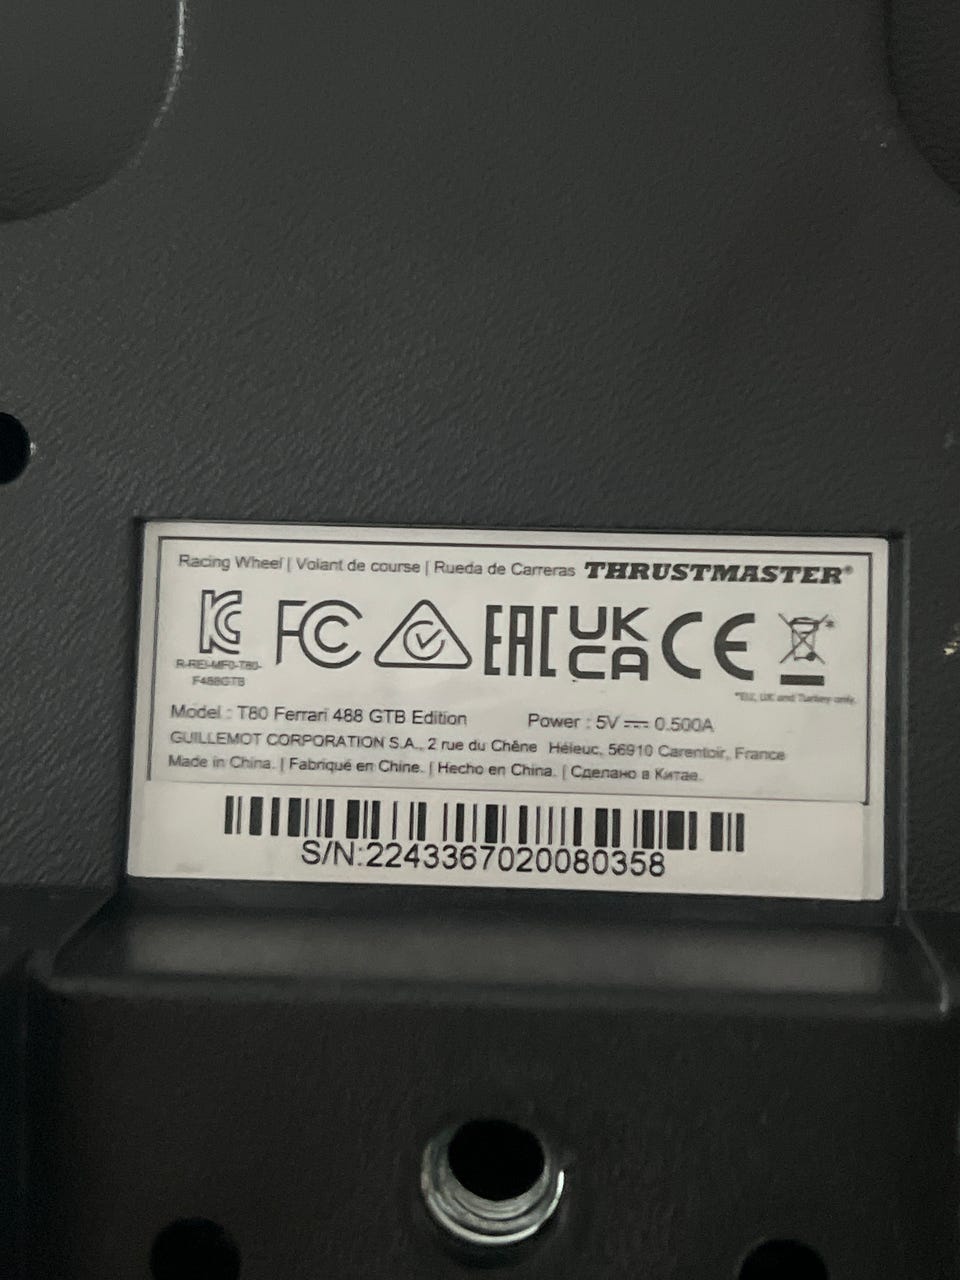 Racing Wheel | Volant de course | Rueda de Carreras THRUSTMASTER®
KC FC EAC UK CA CE *
R-REI-MF0-T80-
F488GTB
*EU, UK and Turkey only.
Model : T80 Ferrari 488 GTB Edition Power : 5V 0.500A
GUILLEMOT CORPORATION S.A., 2 rue du Chêne Héleuc, 56910 Carentoir, France
Made in China. | Fabriqué en Chine. | Hecho en China. | Сделано в Китае.
S/N:2243367020080358